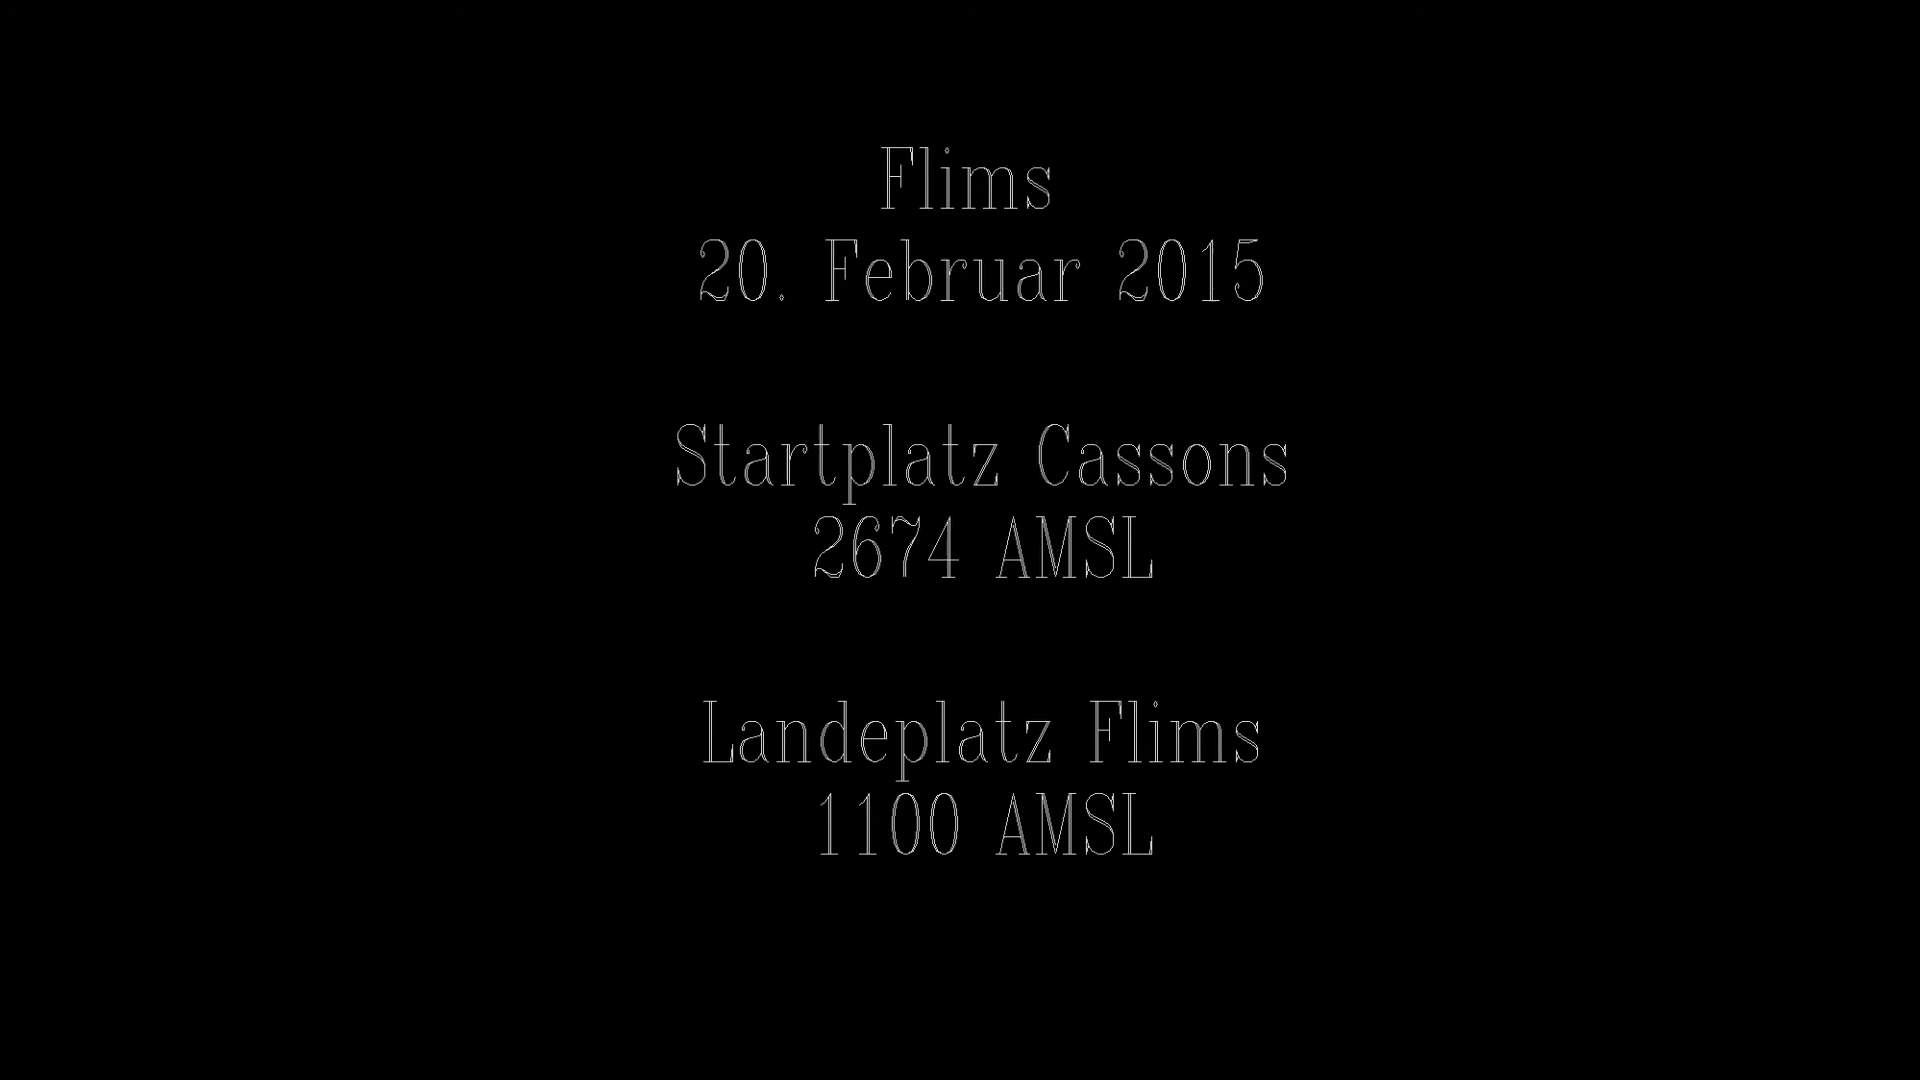 Flims
20. Februar 2015
Startplatz Cassons
2674 AMSL
Landeplatz Flims
1100 AMSL